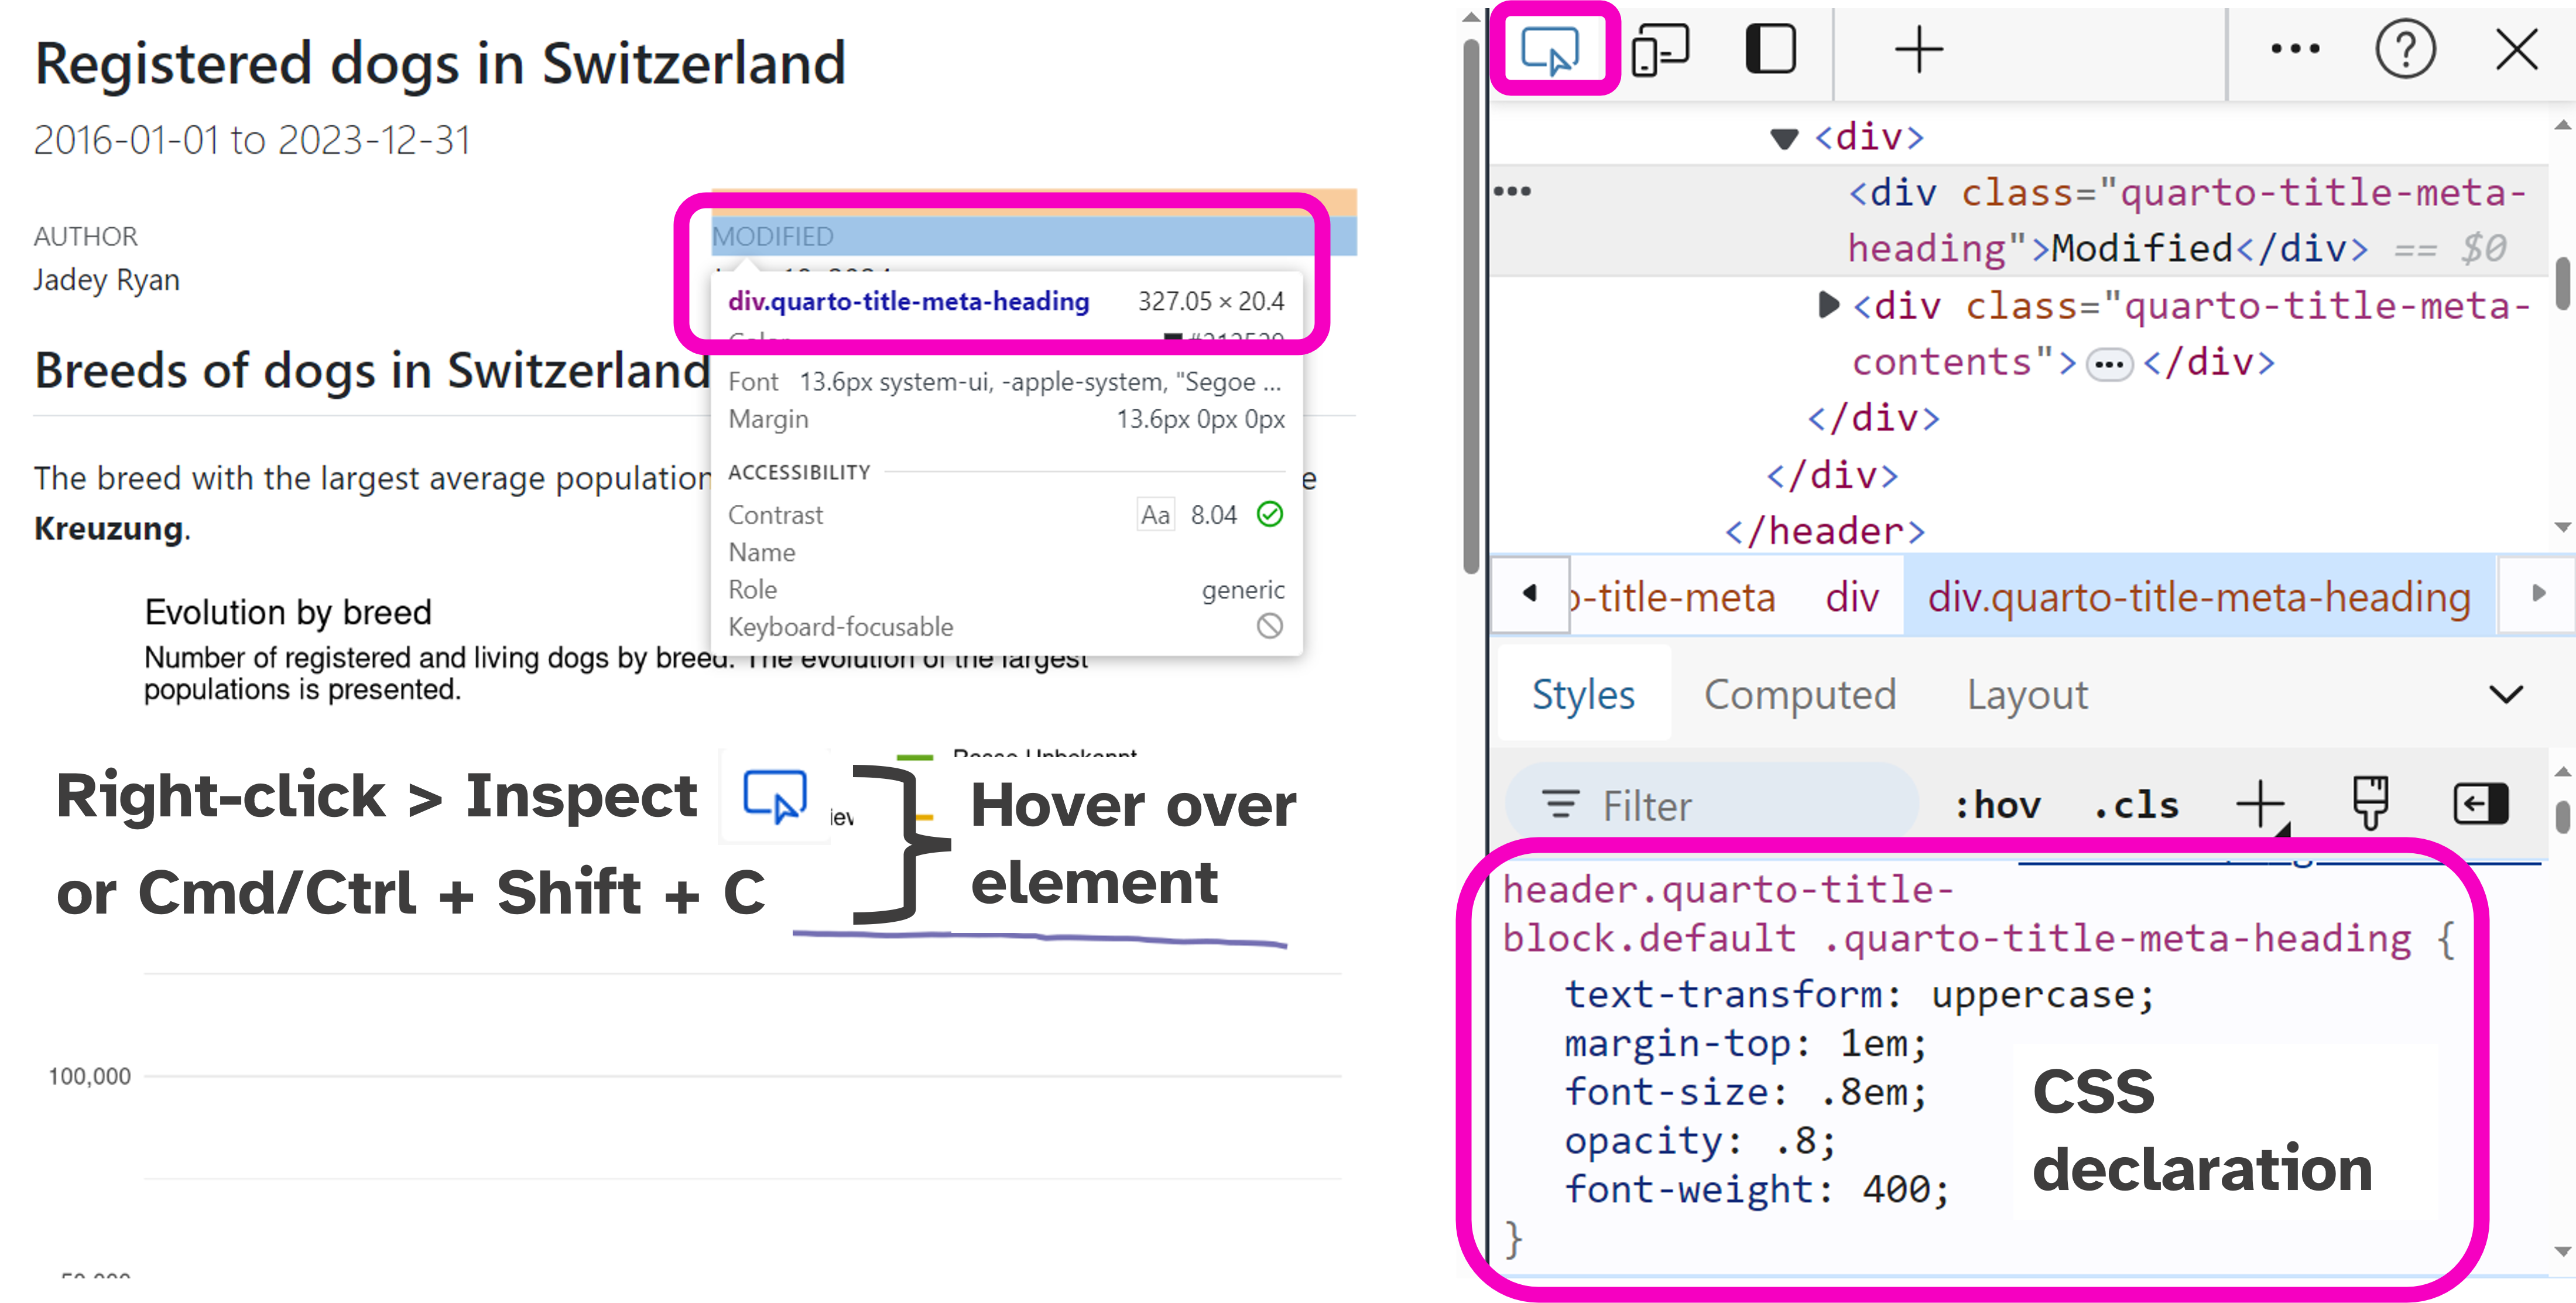 Registered dogs in Switzerland
2016-01-01 to 2023-12-31
AUTHOR
Jadey Ryan
MODIFIED
div.quarto-title-meta-heading 327.05 × 20.4
Font 13.6px system-ui, -apple-system, "Segoe ...
Margin 13.6px 0px 0px
ACCESSIBILITY
Contrast Aa 8.04
Name
Role generic
Keyboard-focusable
Breeds of dogs in Switzerland
The breed with the largest average population e
Kreuzung.
Evolution by breed
Number of registered and living dogs by breed. The evolution of the largest
populations is presented.
Right-click > Inspect
or Cmd/Ctrl + Shift + C
Hover over
element
100,000
<div>
<div class="quarto-title-meta-
heading">Modified</div> == $0
<div class="quarto-title-meta-
contents">…</div>
</div>
</div>
</header>
o-title-meta div div.quarto-title-meta-heading
Styles Computed Layout
Filter :hov .cls
header.quarto-title-
block.default .quarto-title-meta-heading {
text-transform: uppercase;
margin-top: 1em;
font-size: .8em;
opacity: .8;
font-weight: 400;
}
CSS
declaration